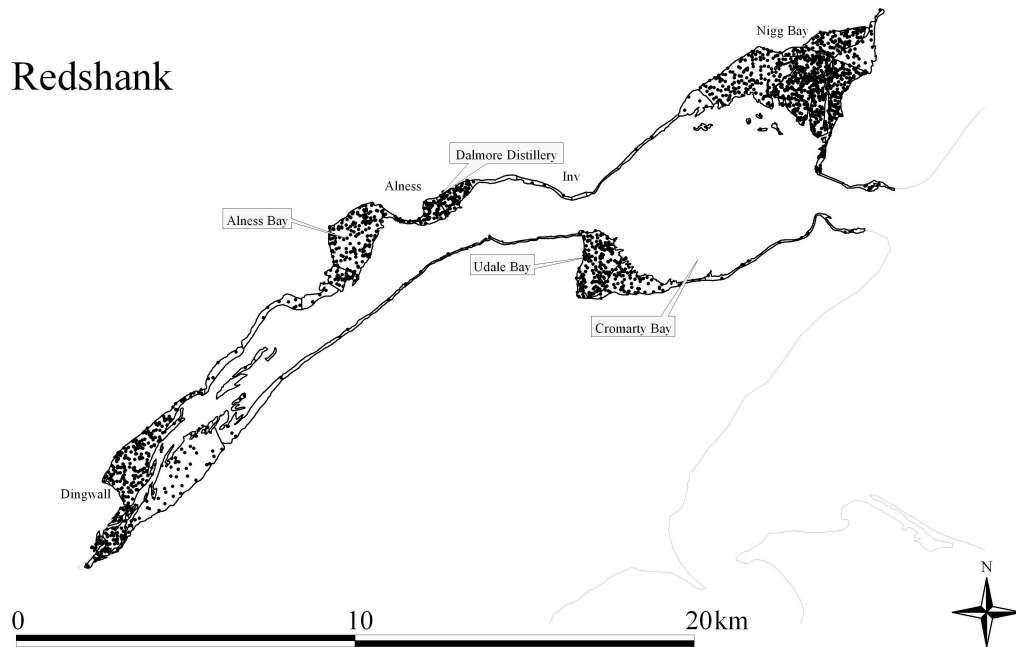 Redshank
Nigg Bay
Dalmore Distillery
Alness
Inv
Alness Bay
Udale Bay
Cromarty Bay
Dingwall
N
0 10 20km